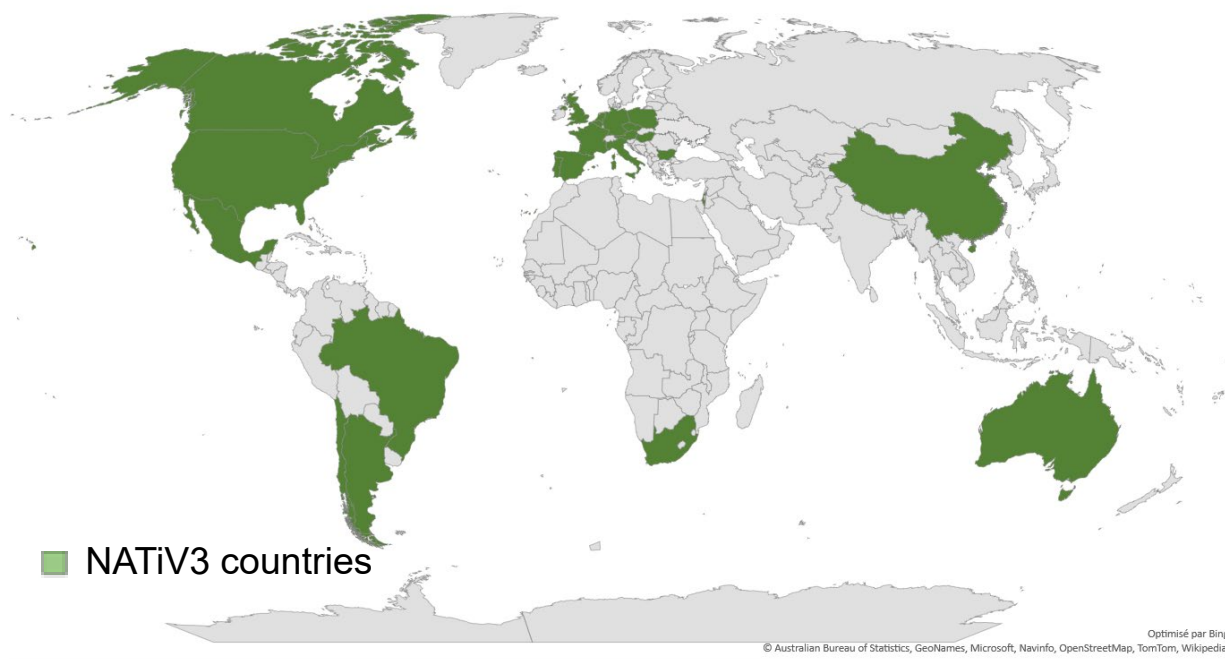 NATiV3 countries
Optimisé par Bing
© Australian Bureau of Statistics, GeoNames, Microsoft, Navinfo, OpenStreetMap, TomTom, Wikipedia